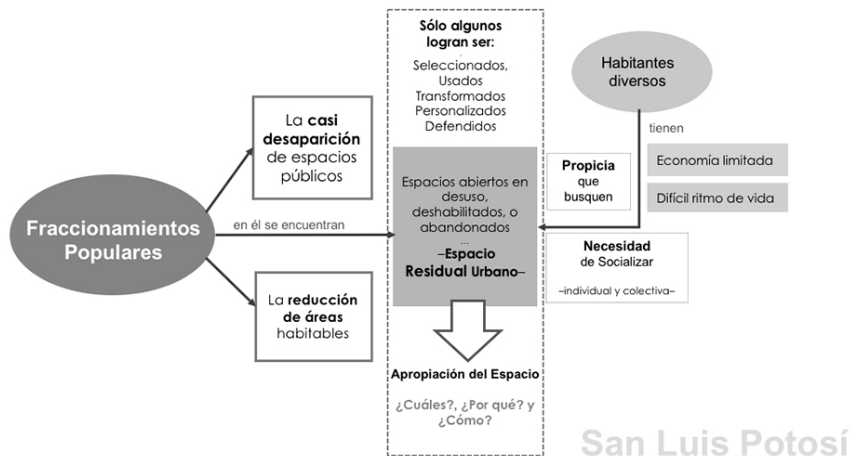 Fraccionamientos
Populares
La casi
desaparición
de espacios
públicos
en él se encuentran
La reducción
de áreas
habitables
Sólo algunos
logran ser:
Seleccionados,
Usados
Transformados
Personalizados
Defendidos
Espacios abiertos en
desuso,
deshabilitados, o
abandonados
...
–Espacio
Residual Urbano–
Apropiación del Espacio
¿Cuáles?, ¿Por qué? y
¿Cómo?
Habitantes
diversos
tienen
Economía limitada
Difícil ritmo de vida
Propicia
que
busquen
Necesidad
de Socializar
–individual y colectiva–
San Luis Potosí